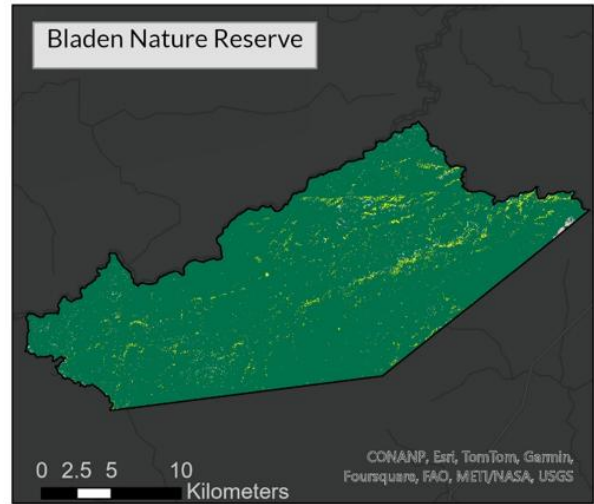 Bladen Nature Reserve
CONANP, Esri, TomTom, Garmin,
Foursquare, FAO, METI/NASA, USGS
0 2.5 5 10
Kilometers